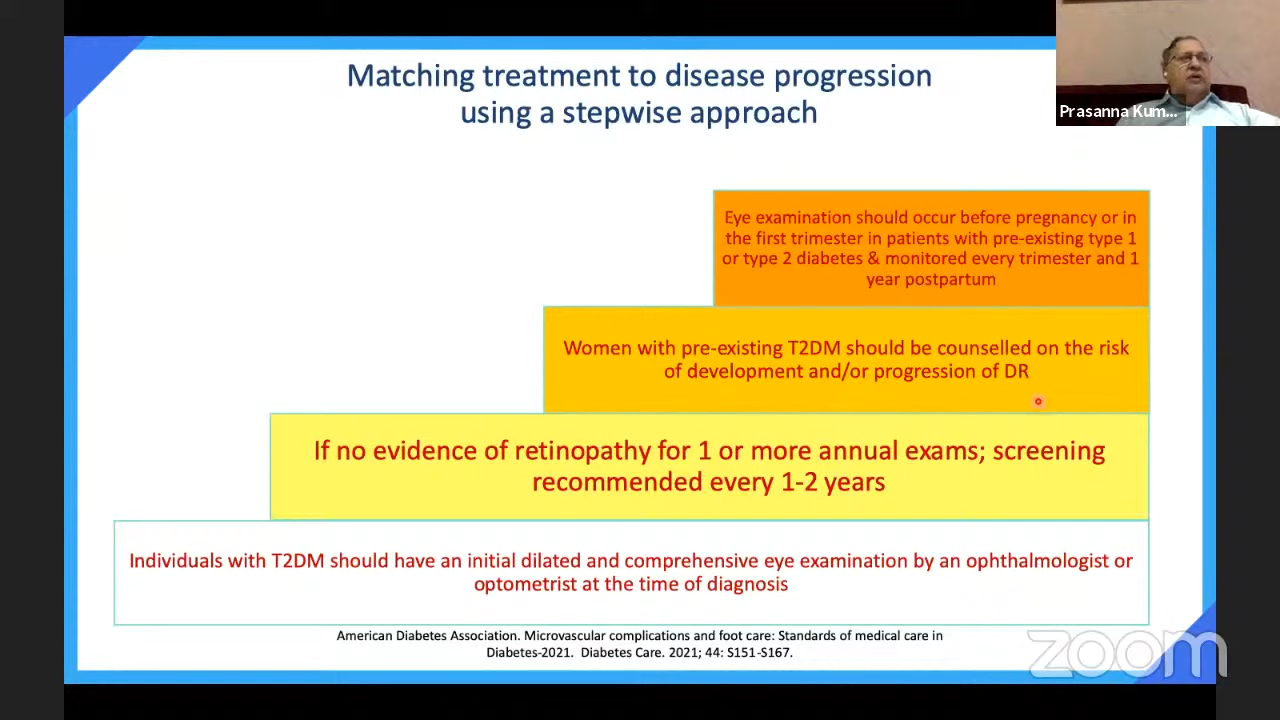 Matching treatment to disease progression
using a stepwise approach
Prasanna Kum...
Eye examination should occur before pregnancy or in
the first trimester in patients with pre-existing type 1
or type 2 diabetes & monitored every trimester and 1
year postpartum
Women with pre-existing T2DM should be counselled on the risk
of development and/or progression of DR
If no evidence of retinopathy for 1 or more annual exams; screening
recommended every 1-2 years
Individuals with T2DM should have an initial dilated and comprehensive eye examination by an ophthalmologist or
optometrist at the time of diagnosis
American Diabetes Association. Microvascular complications and foot care: Standards of medical care in
Diabetes-2021. Diabetes Care. 2021; 44: S151-S167.
zoom